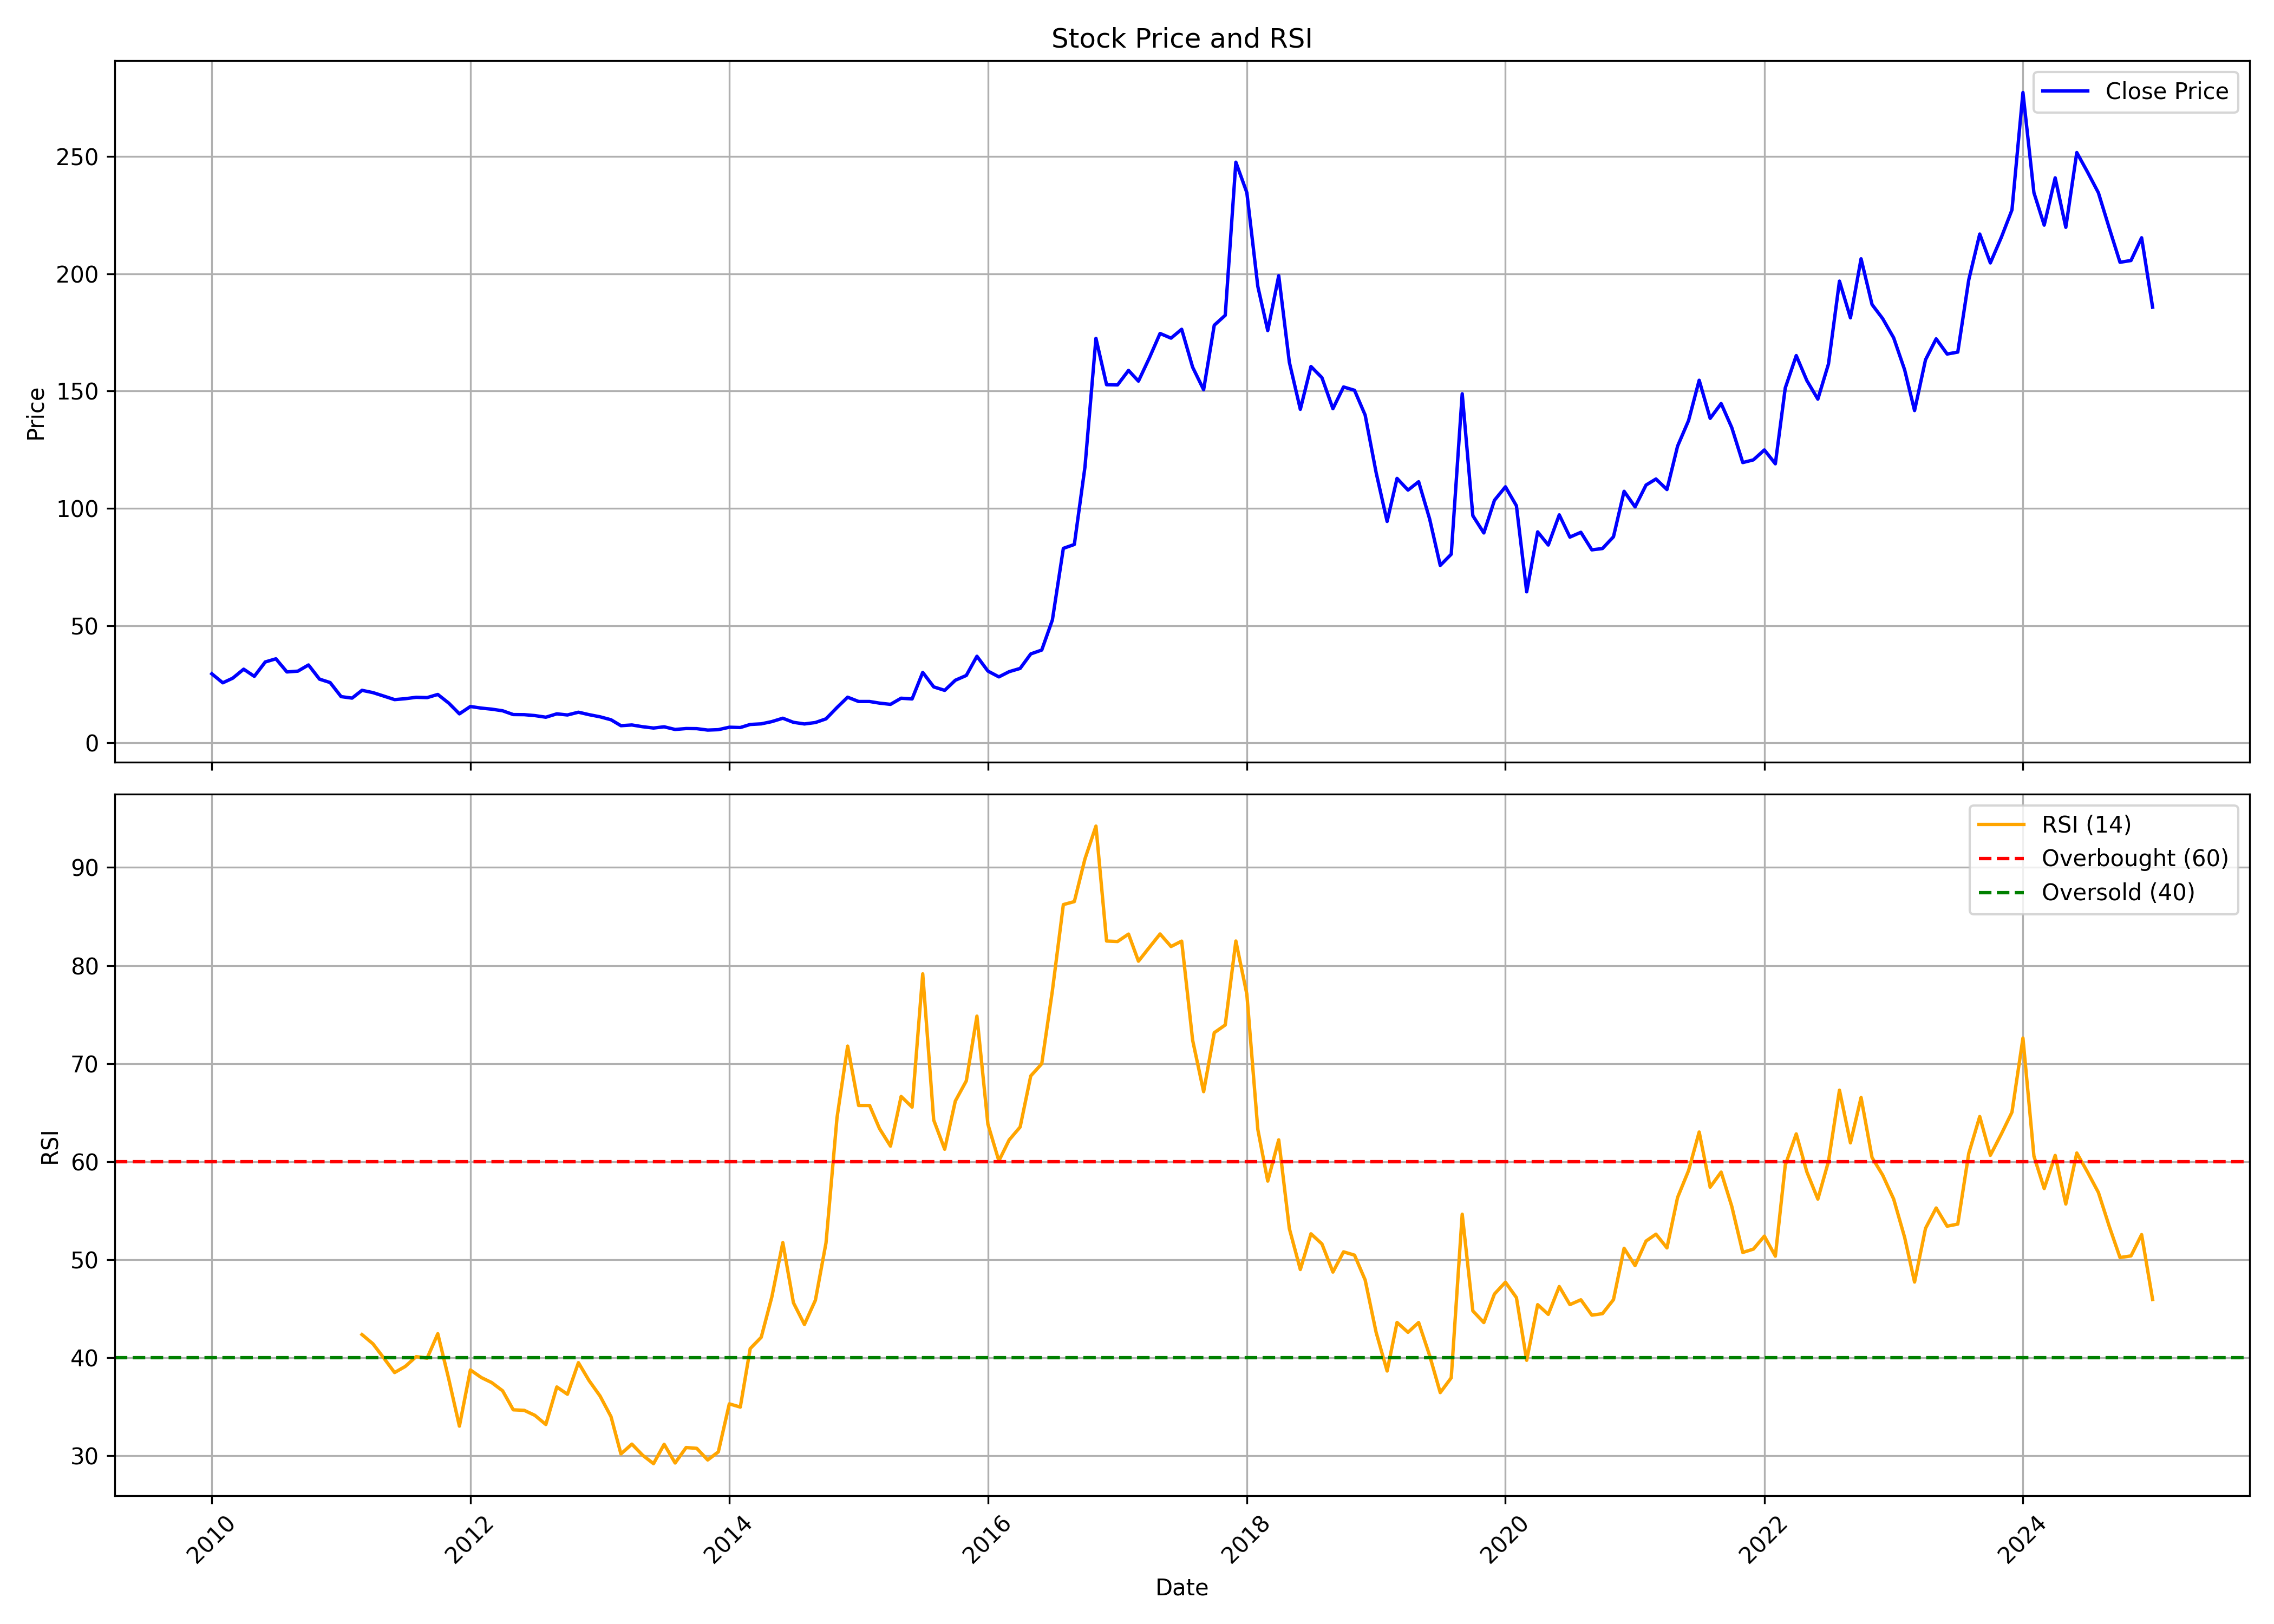 Stock Price and RSI
Close Price
Price
250
200
150
100
50
0
RSI (14)
Overbought (60)
Oversold (40)
RSI
90
80
70
60
50
40
30
2010
2012
2014
2016
2018
2020
2022
2024
Date